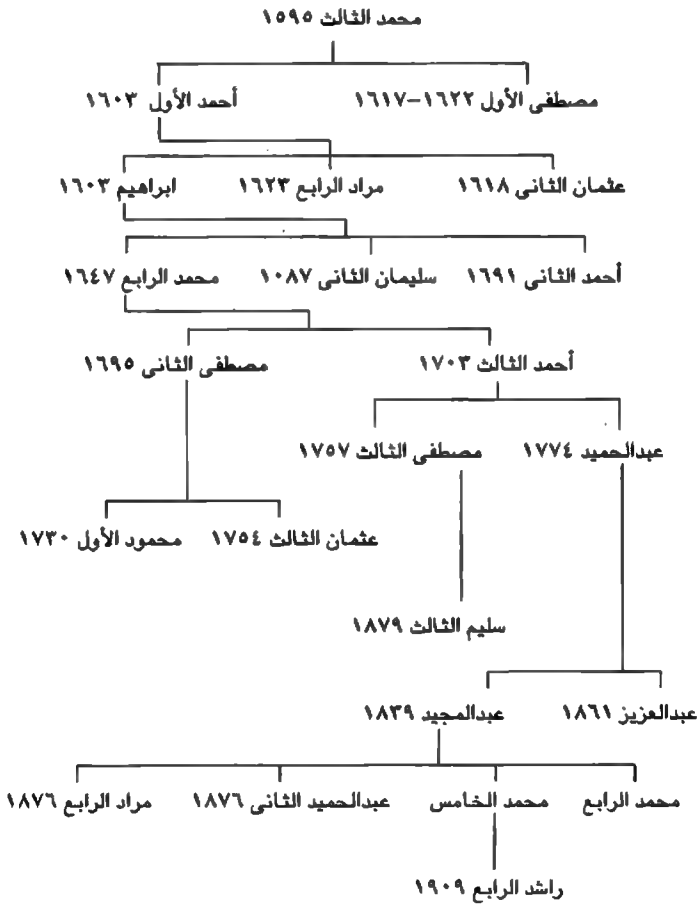 محمد الثالث ١٥٩٥
مصطفى الأول ١٦٢٢-١٦١٧ أحمد الأول ١٦٠٣
عثمان الثانى ١٦١٨ مراد الرابع ١٦٢٣ ابراهيم ١٦٠٣
أحمد الثانى ١٦٩١ سليمان الثانى ١٠٨٧ محمد الرابع ١٦٤٧
أحمد الثالث ١٧٠٣ مصطفى الثانى ١٦٩٥
عبدالحميد ١٧٧٤ مصطفى الثالث ١٧٥٧
عثمان الثالث ١٧٥٤ محمود الأول ١٧٣٠
سليم الثالث ١٨٧٩
عبدالعزيز ١٨٦١ عبدالمجيد ١٨٣٩
محمد الرابع محمد الخامس عبدالحميد الثانى ١٨٧٦ مراد الرابع ١٨٧٦
راشد الرابع ١٩٠٩